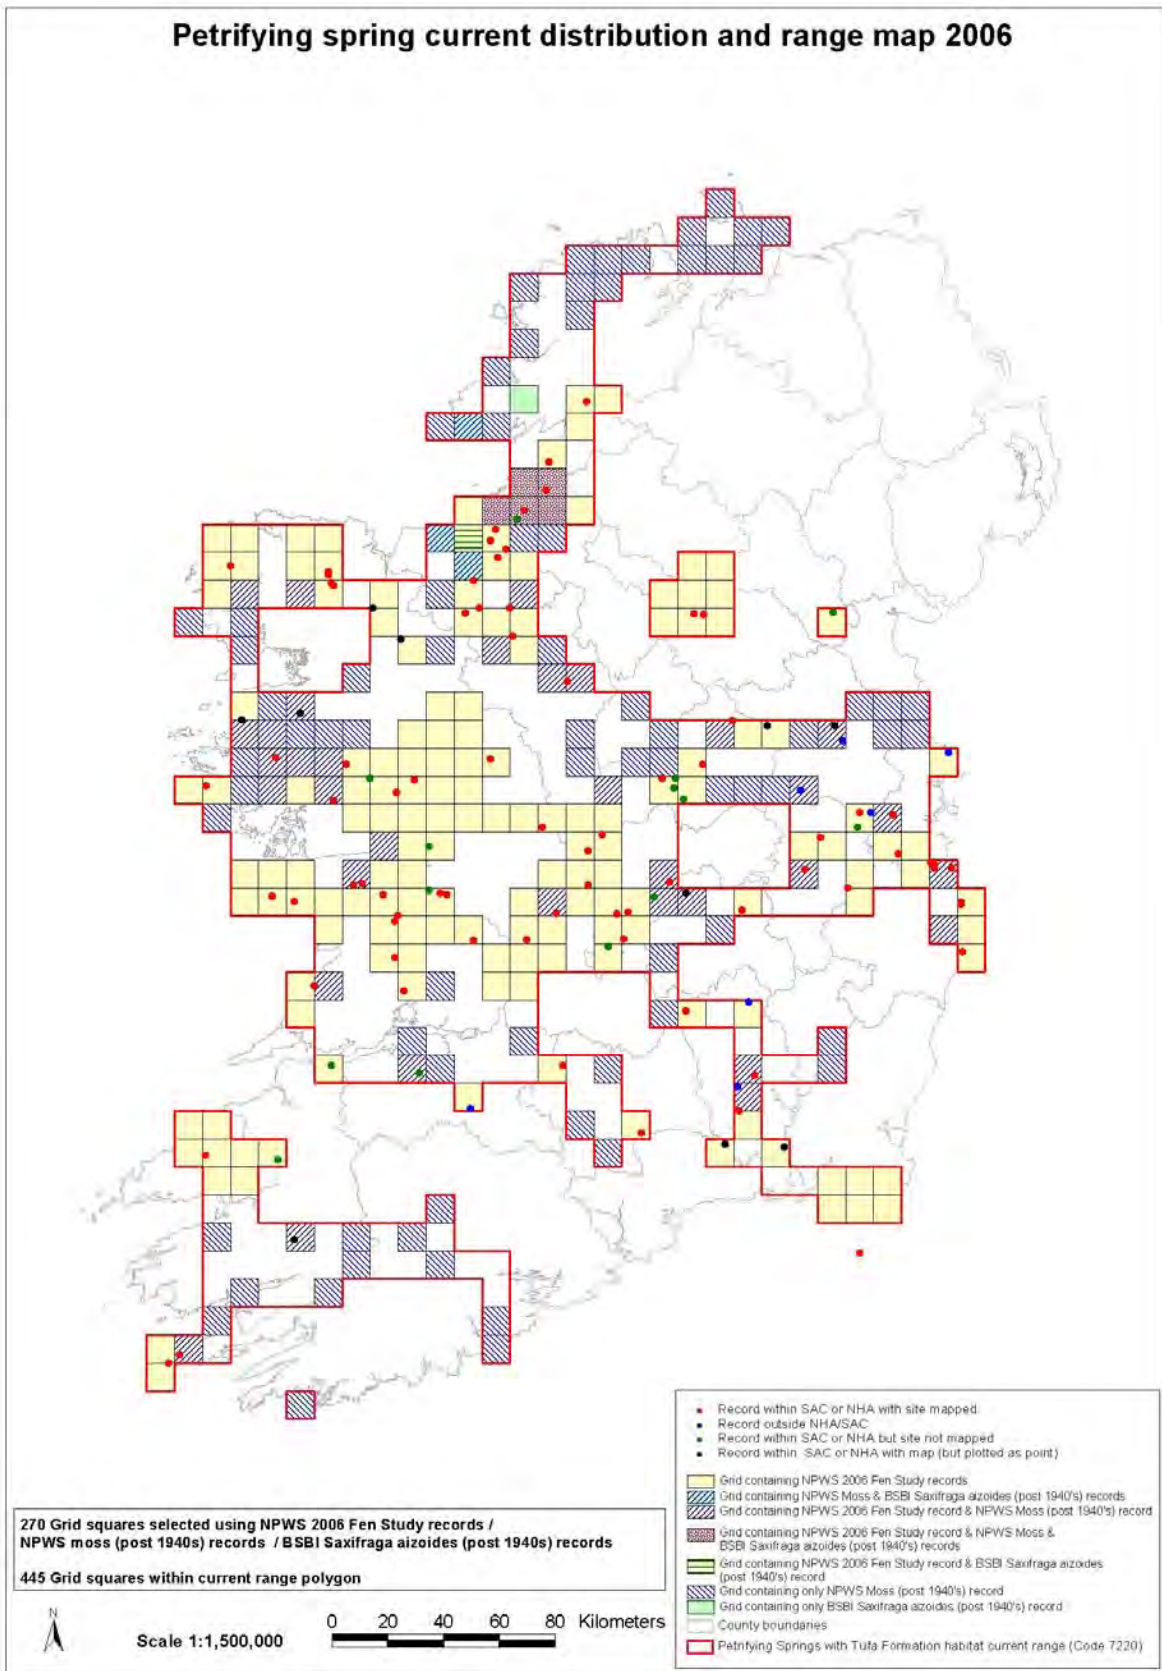 Petrifying spring current distribution and range map 2006
Record within SAC or NHA with site mapped
Record outside NHA/SAC
Record within SAC or NHA but site not mapped
Record within SAC or NHA with map (but plotted as point)
Grid containing NPWS 2006 Fen Study records
Grid containing NPWS Moss & BSBI Saxifraga aizoides (post 1940's) records
Grid containing NPWS 2006 Fen Study record & NPWS Moss (post 1940's) record
Grid containing NPWS 2006 Fen Study record & NPWS Moss &
BSBI Saxifraga aizoides (post 1940's) records
Grid containing NPWS 2006 Fen Study record & BSBI Saxifraga aizoides
(post 1940's) record
Grid containing only NPWS Moss (post 1940's) record
Grid containing only BSBI Saxifraga aizoides (post 1940's) record
County boundaries
Petrifying Springs with Tufa Formation habitat current range (Code 7220)
270 Grid squares selected using NPWS 2006 Fen Study records /
NPWS moss (post 1940s) records / BSBI Saxifraga aizoides (post 1940s) records
445 Grid squares within current range polygon
N
Scale 1:1,500,000
0 20 40 60 80 Kilometers